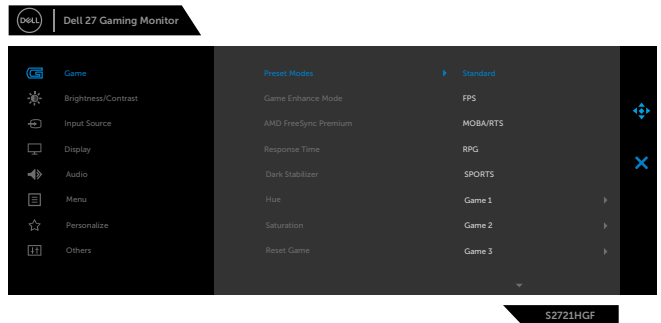 DELL
Dell 27 Gaming Monitor
Game
Preset Modes
Standard
Brightness/Contrast
Game Enhance Mode
FPS
Input Source
AMD FreeSync Premium
MOBA/RTS
Display
Response Time
RPG
Audio
Dark Stabilizer
SPORTS
Menu
Hue
Game 1
Personalize
Saturation
Game 2
Others
Reset Game
Game 3
S2721HGF